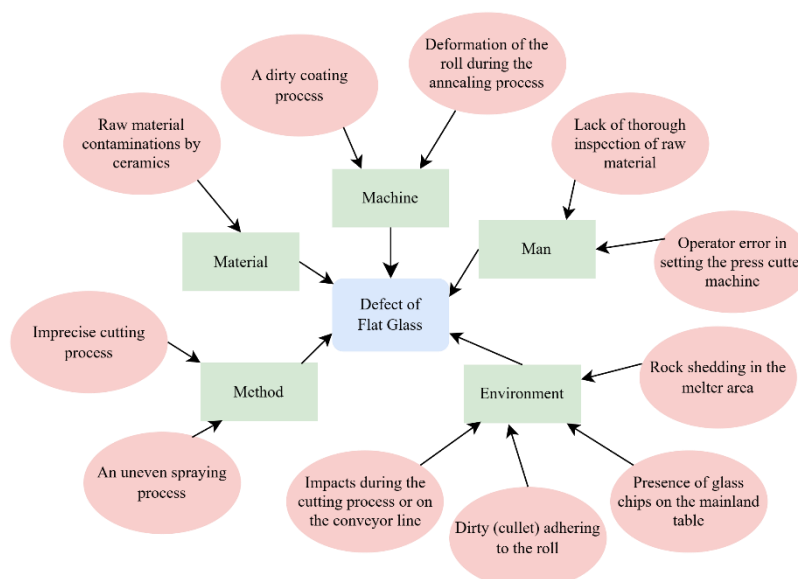 Deformation of the
roll during the
annealing process
A dirty coating
process
Raw material
contaminations by
ceramics
Lack of thorough
inspection of raw
material
Machine
Material
Man
Operator error in
setting the press cutte
machine
Defect of
Flat Glass
Imprecise cutting
process
Method
Environment
Rock shedding in the
melter area
An uneven spraying
process
Impacts during the
cutting process or on
the conveyor line
Dirty (cullet) adhering
to the roll
Presence of glass
chips on the mainland
table